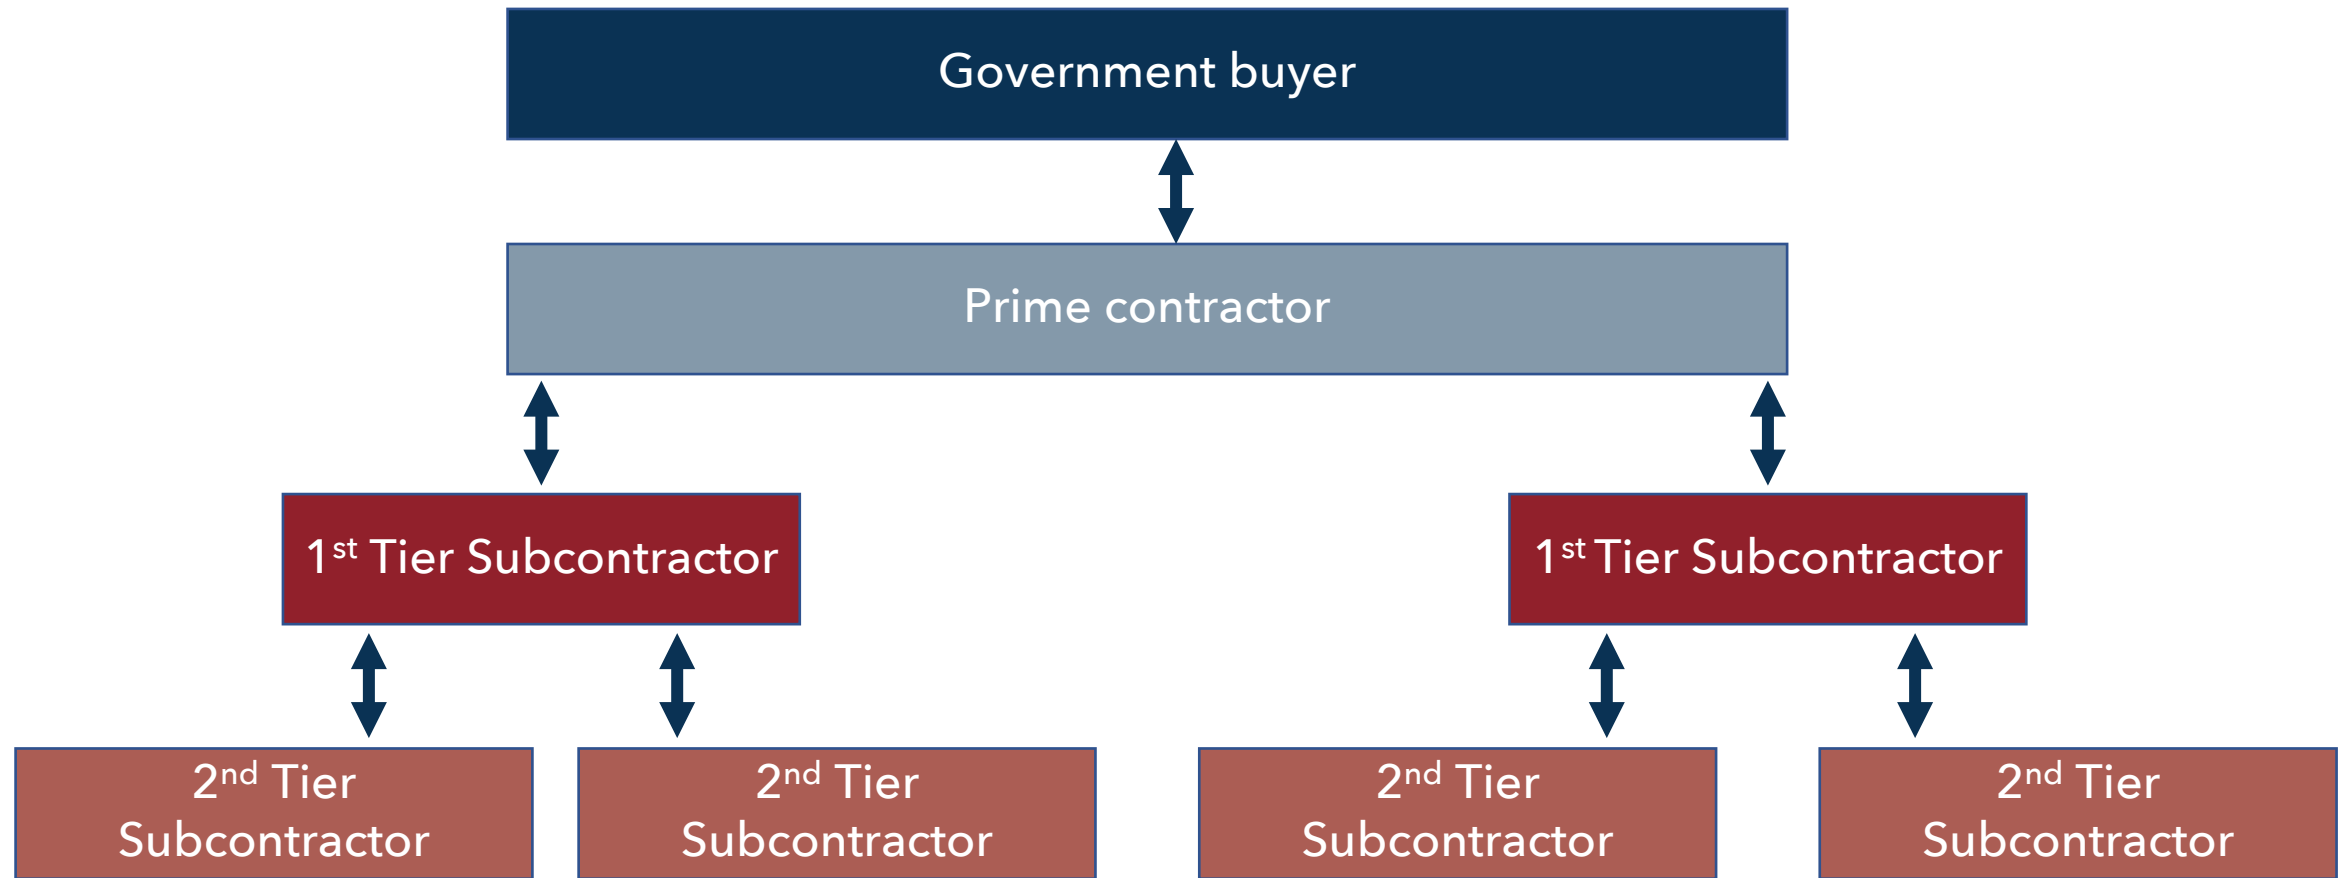 Government buyer
Prime contractor
1st Tier Subcontractor
1st Tier Subcontractor
2nd Tier
Subcontractor
2nd Tier
Subcontractor
2nd Tier
Subcontractor
2nd Tier
Subcontractor